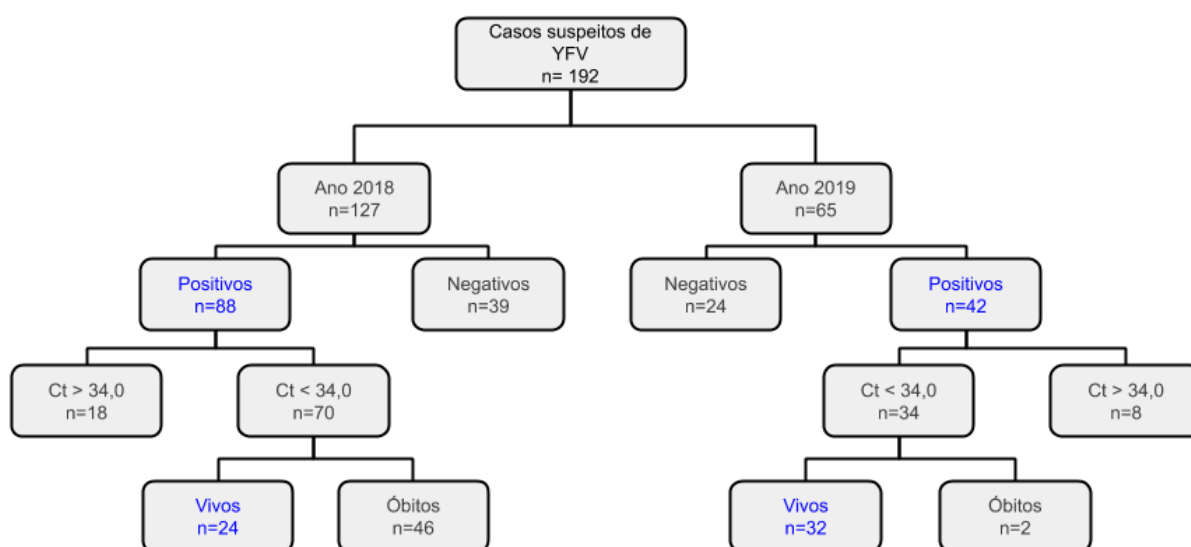 Casos suspeitos de
YFV
n= 192
Ano 2018
n=127
Ano 2019
n=65
Positivos
n=88
Negativos
n=39
Negativos
n=24
Positivos
n=42
Ct > 34,0
n=18
Ct < 34,0
n=70
Ct < 34,0
n=34
Ct > 34,0
n=8
Vivos
n=24
Óbitos
n=46
Vivos
n=32
Óbitos
n=2